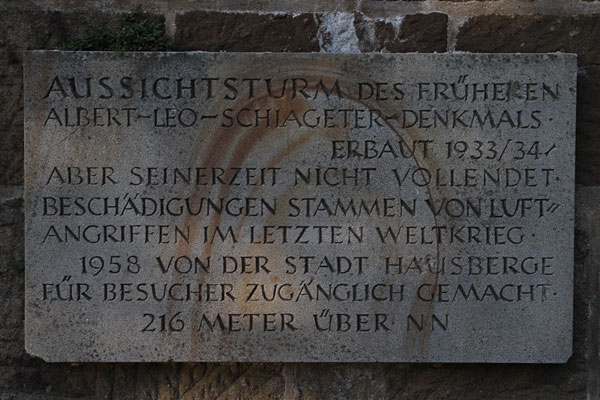 AUSSICHTSTURM DES FRÜHEREN
ALBERT-LEO-SCHLAGETER-DENKMALS.
ERBAUT 1933/34,
ABER SEINERZEIT NICHT VOLLENDET.
BESCHÄDIGUNGEN STAMMEN VON LUFT=
ANGRIFFEN IM LETZTEN WELTKRIEG.
1958 VON DER STADT HAUSBERGE
FÜR BESUCHER ZUGÄNGLICH GEMACHT.
216 METER ÜBER NN